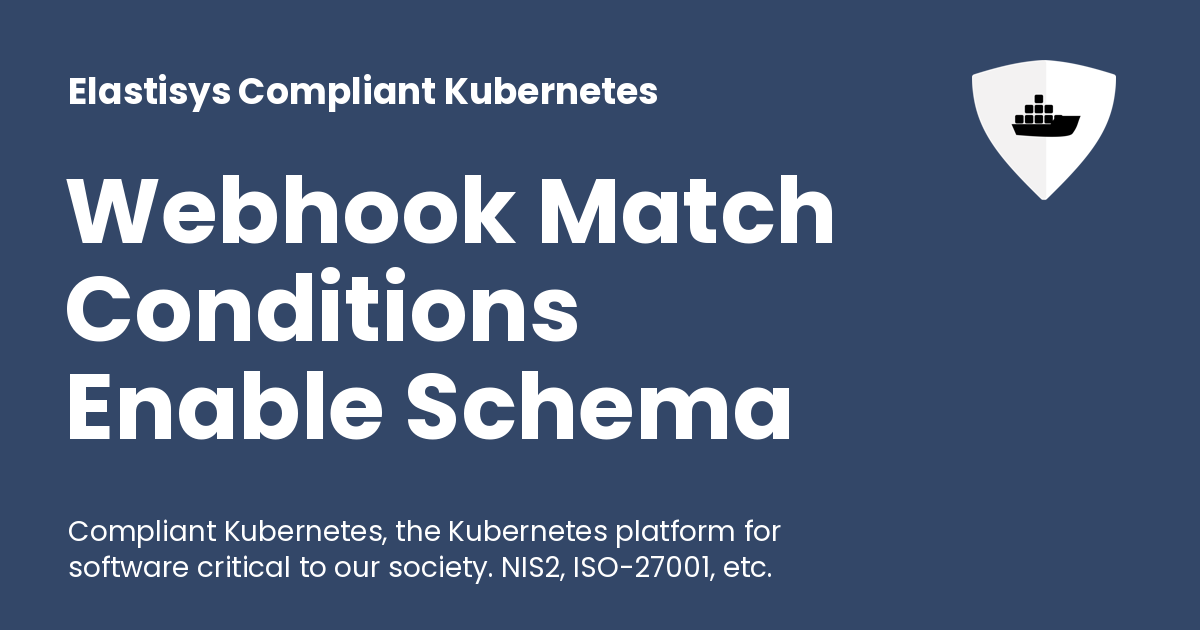 Elastisys Compliant Kubernetes
Webhook Match
Conditions
Enable Schema
Compliant Kubernetes, the Kubernetes platform for
software critical to our society. NIS2, ISO-27001, etc.